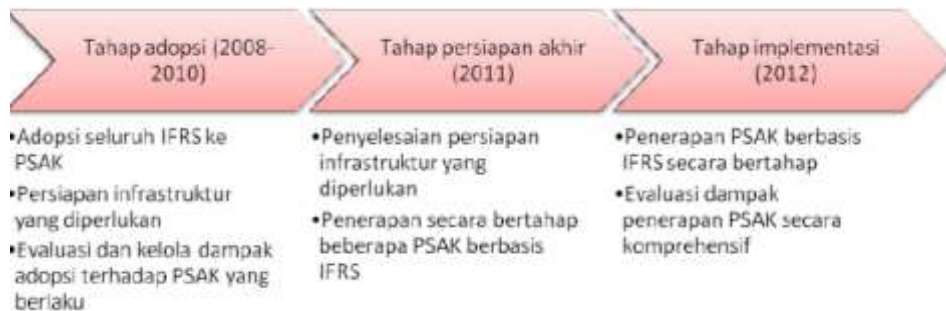 Tahap adopsi (2008-
2010)
•Adopsi seluruh IFRS ke
PSAK
•Persiapan infrastruktur
yang diperlukan
•Evaluasi dan kelola dampak
adopsi terhadap PSAK yang
berlaku
Tahap persiapan akhir
(2011)
•Penyelesaian persiapan
infrastruktur yang
diperlukan
•Penerapan secara bertahap
beberapa PSAK berbasis
IFRS
Tahap implementasi
(2012)
•Penerapan PSAK berbasis
IFRS secara bertahap
•Evaluasi dampak
penerapan PSAK secara
komprehensif